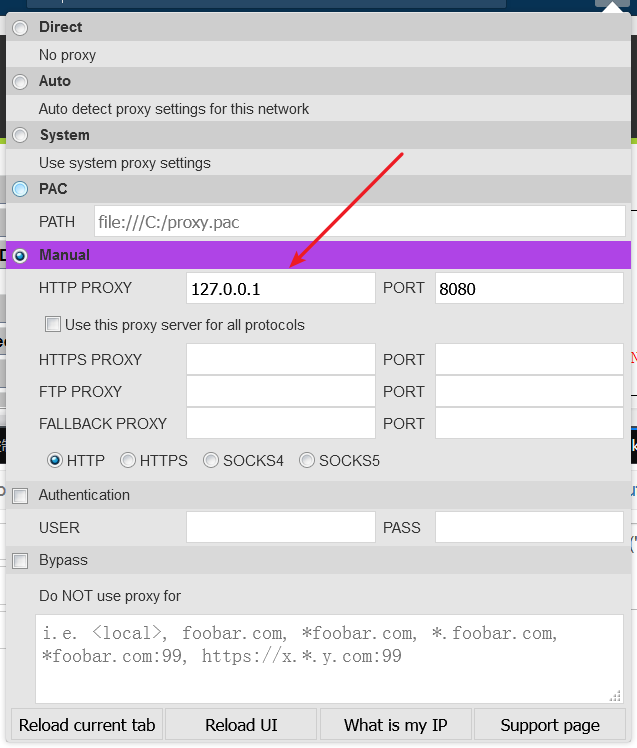 Direct
No proxy
Auto
Auto detect proxy settings for this network
System
Use system proxy settings
PAC
PATH file:///C:/proxy.pac
Manual
HTTP PROXY 127.0.0.1 PORT 8080
Use this proxy server for all protocols
HTTPS PROXY PORT
FTP PROXY PORT
FALLBACK PROXY PORT
HTTP HTTPS SOCKS4 SOCKS5
Authentication
USER PASS
Bypass
Do NOT use proxy for
i.e. <local>, foobar.com, *foobar.com, *.foobar.com,
*foobar.com:99, https://x.*.y.com:99
Reload current tab Reload UI What is my IP Support page